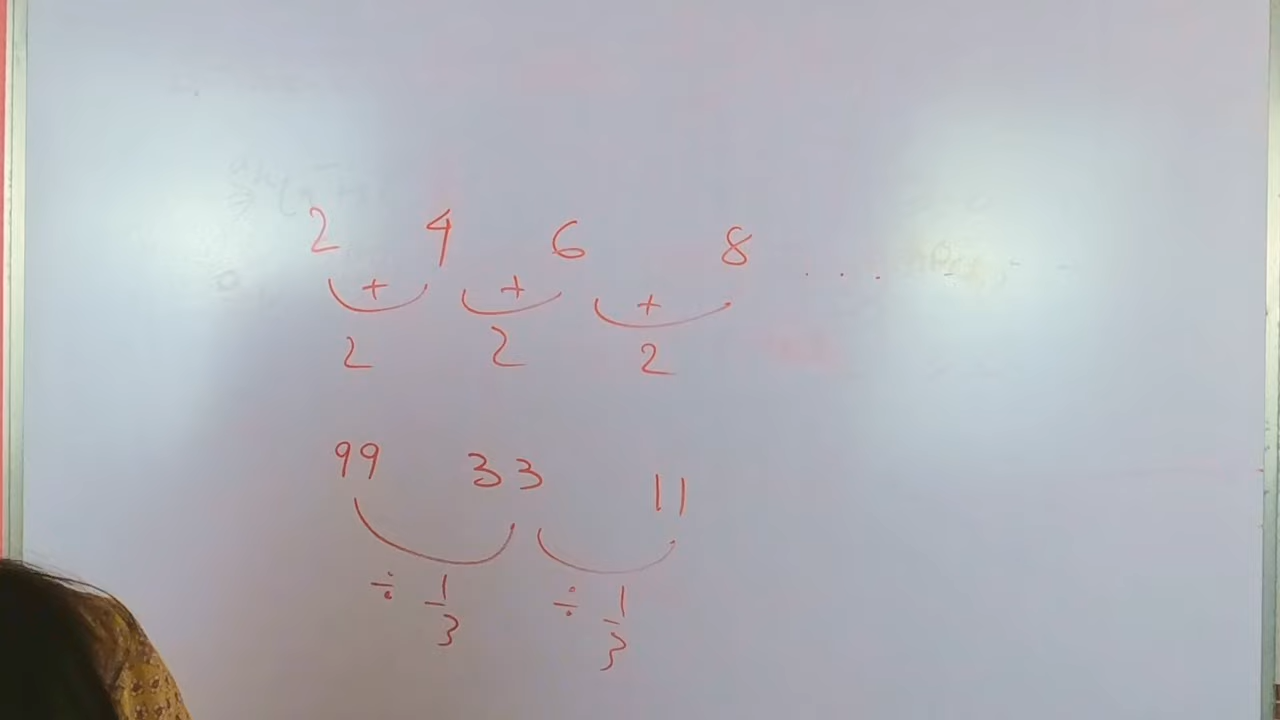 2 4 6 8 . . .
+ + +
2 2 2
99 33 11
÷ 1/3 ÷ 1/3